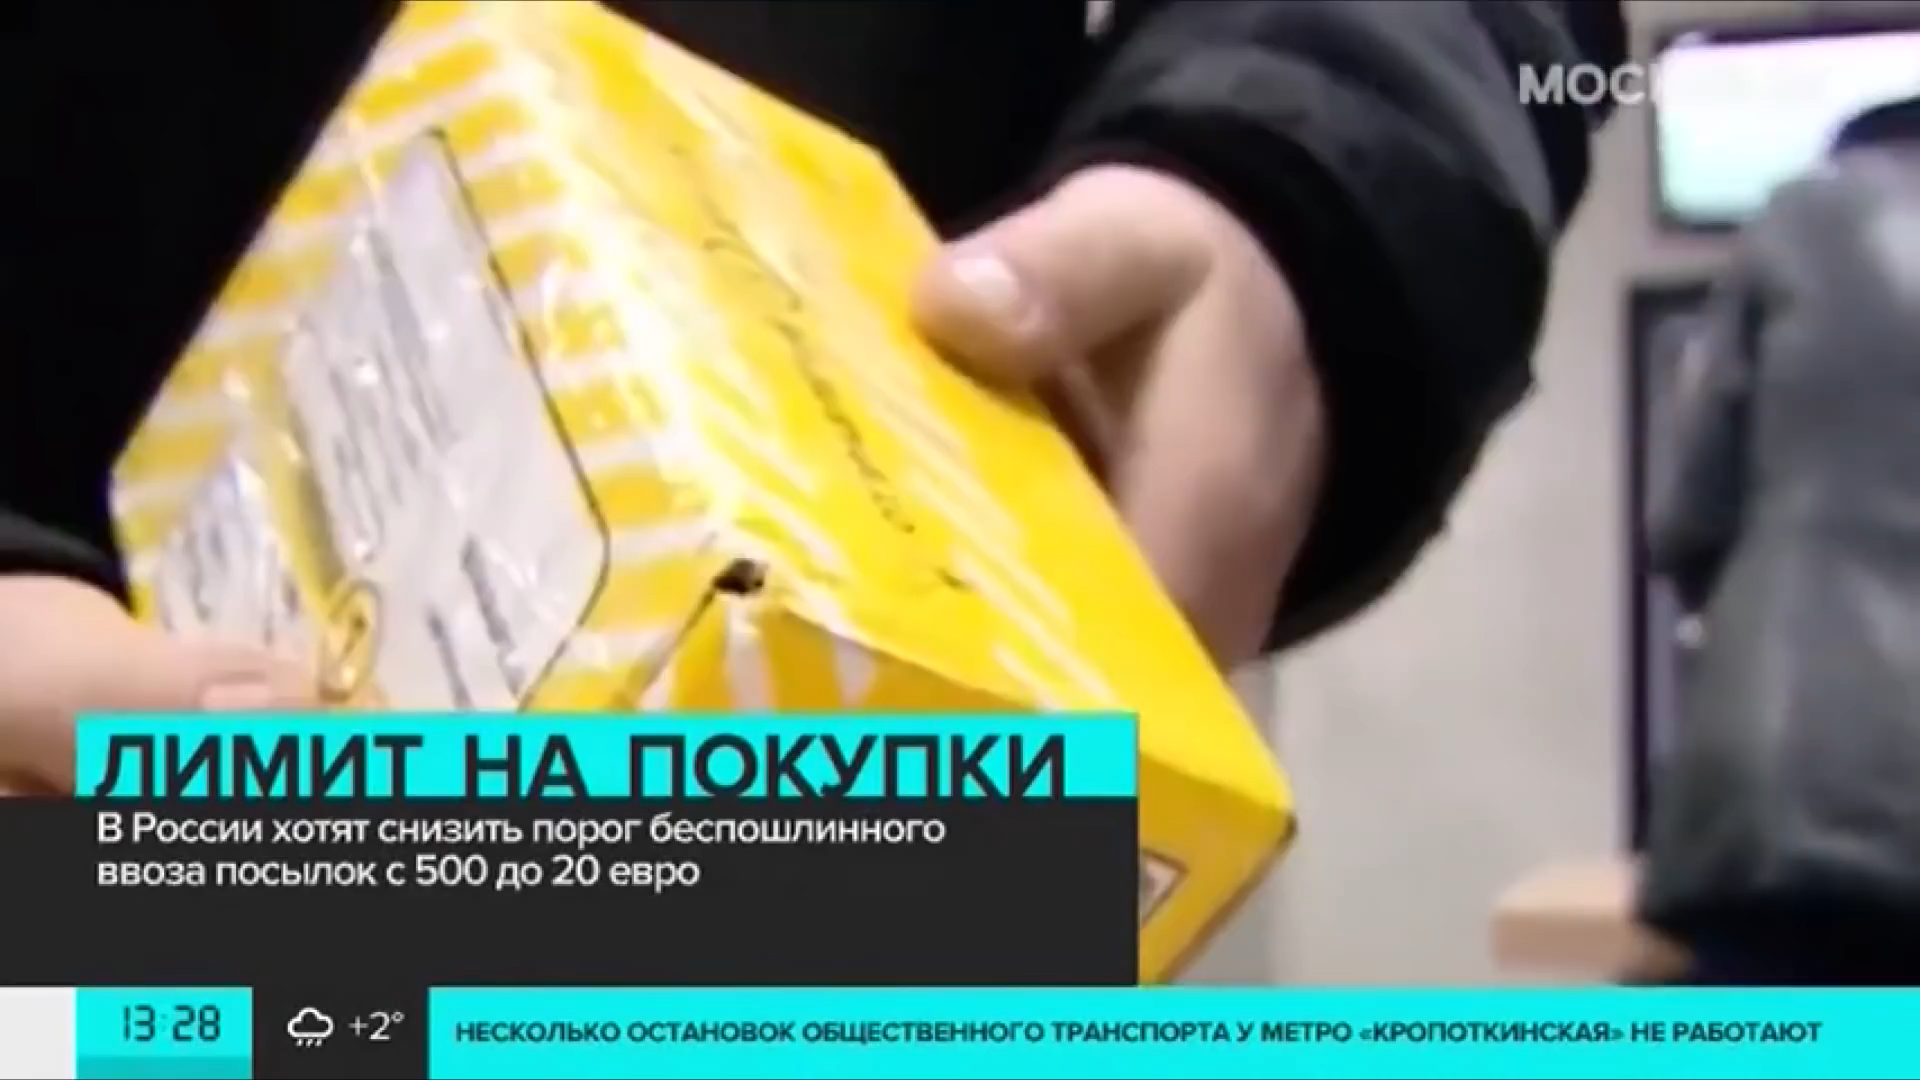 ЛИМИТ НА ПОКУПКИ
В России хотят снизить порог беспошлинного
ввоза посылок с 500 до 20 евро
13:28
+2°
НЕСКОЛЬКО ОСТАНОВОК ОБЩЕСТВЕННОГО ТРАНСПОРТА У МЕТРО «КРОПОТКИНСКАЯ» НЕ РАБОТАЮТ